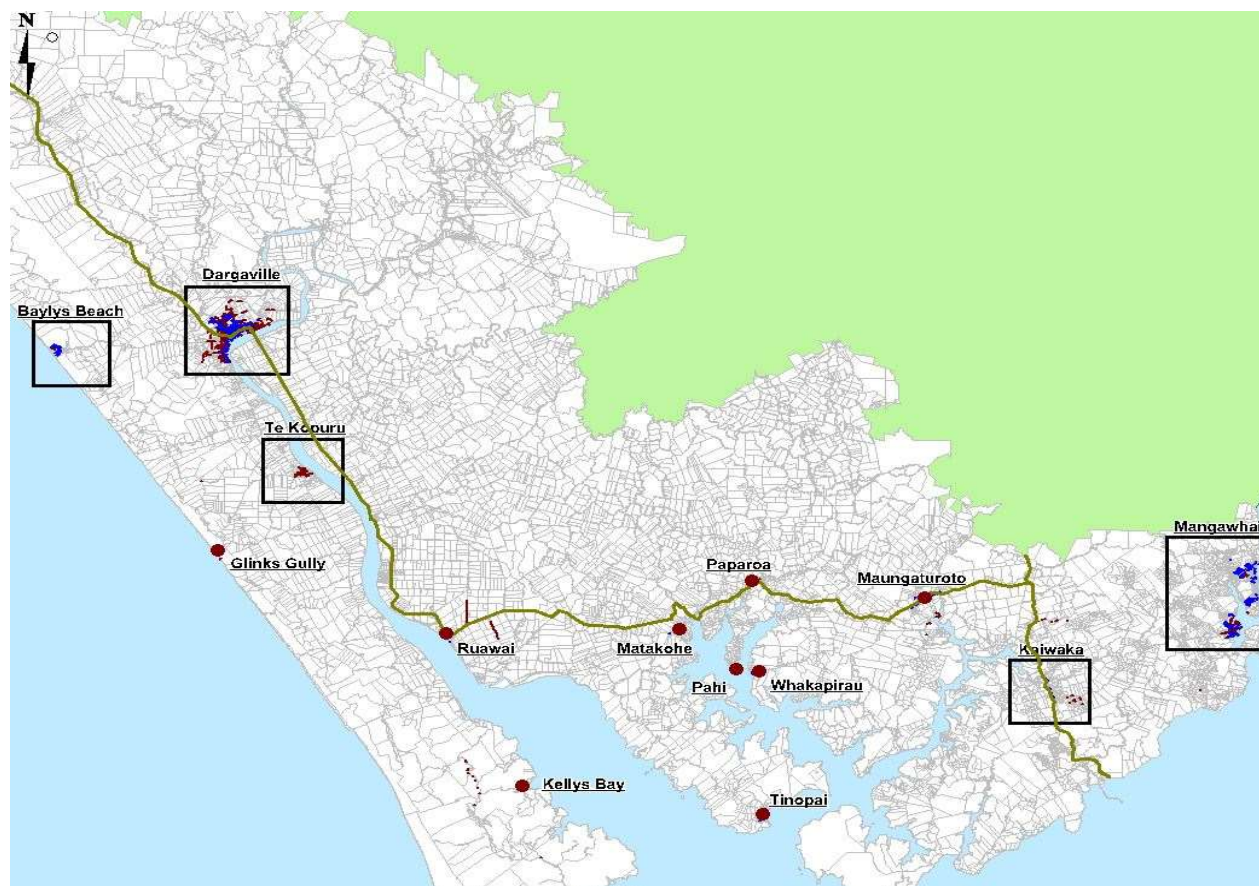 N
Dargaville
Baylys Beach
Te Kopuru
Glinks Gully
Mangawhai
Paparoa
Maungaturoto
Ruawai
Matakohe
Kaiwaka
Pahi
Whakapirau
Kellys Bay
Tinopai